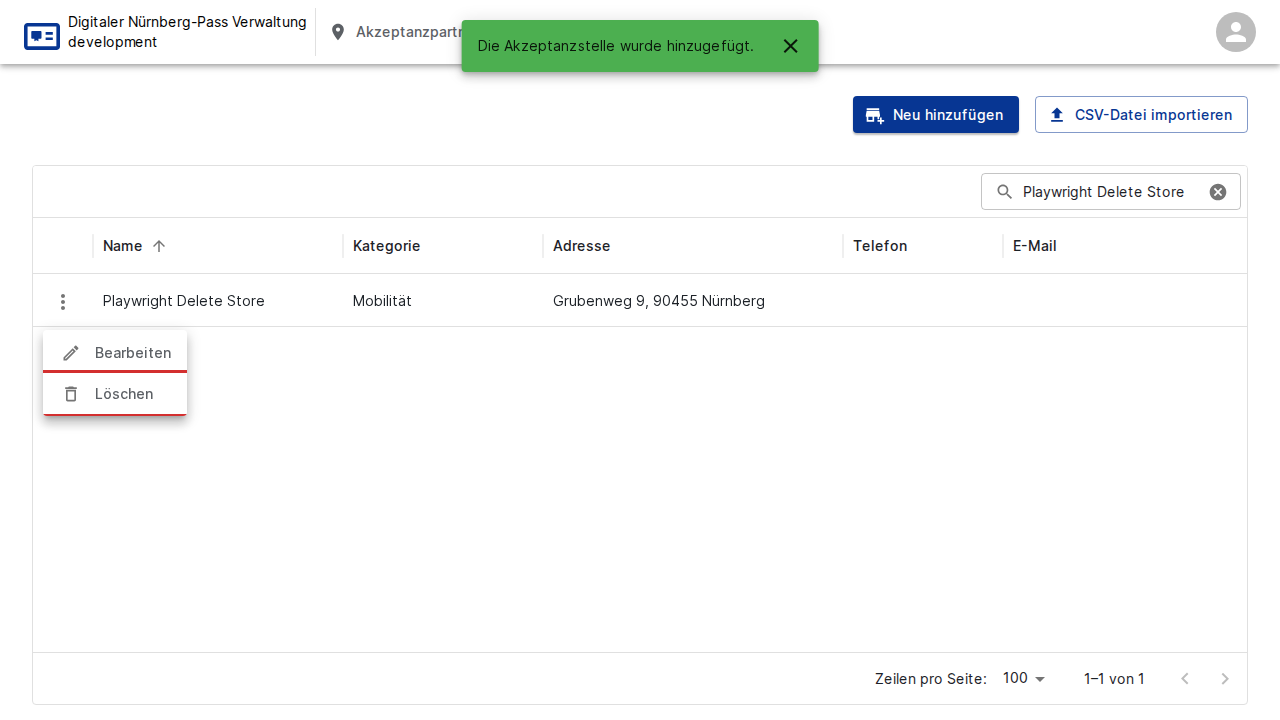 Digitaler Nürnberg-Pass Verwaltung
development
Akzeptanzpartn
Die Akzeptanzstelle wurde hinzugefügt.
Neu hinzufügen
CSV-Datei importieren
Playwright Delete Store
Name
Kategorie
Adresse
Telefon
E-Mail
Playwright Delete Store
Mobilität
Grubenweg 9, 90455 Nürnberg
Bearbeiten
Löschen
Zeilen pro Seite:
100
1–1 von 1